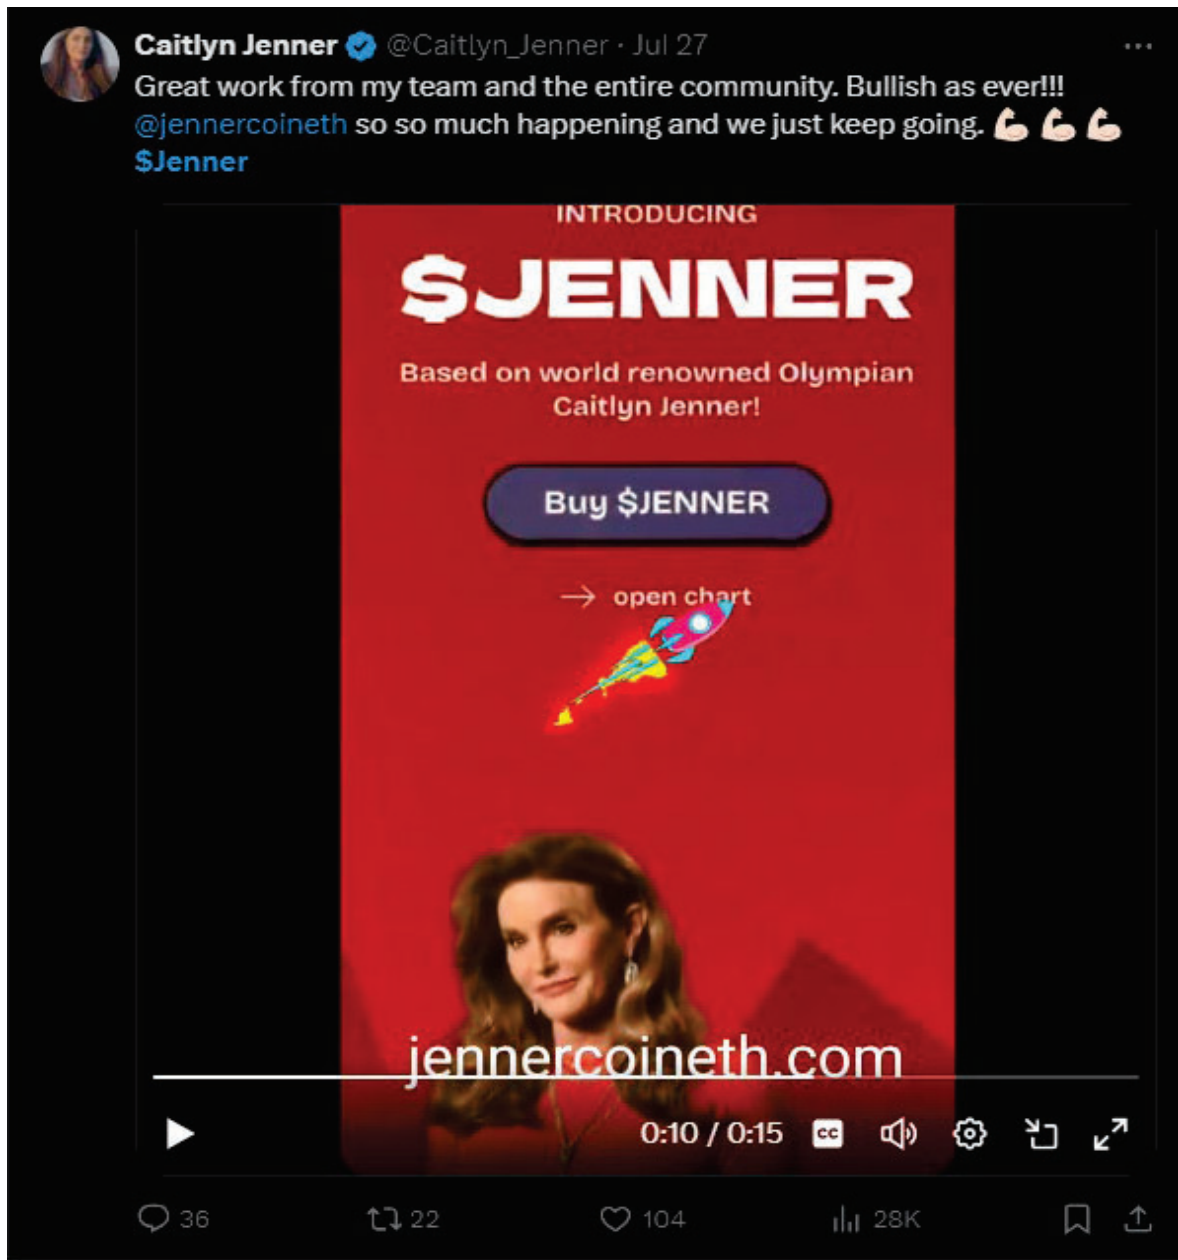 Caitlyn Jenner @Caitlyn_Jenner · Jul 27
Great work from my team and the entire community. Bullish as ever!!!
@jennercoineth so so much happening and we just keep going. 💪🏻 💪🏻 💪🏻
$Jenner
INTRODUCING
$JENNER
Based on world renowned Olympian
Caitlyn Jenner!
Buy $JENNER
→ open chart
jennercoineth.com
0:10 / 0:15 CC
36 22 104 28K